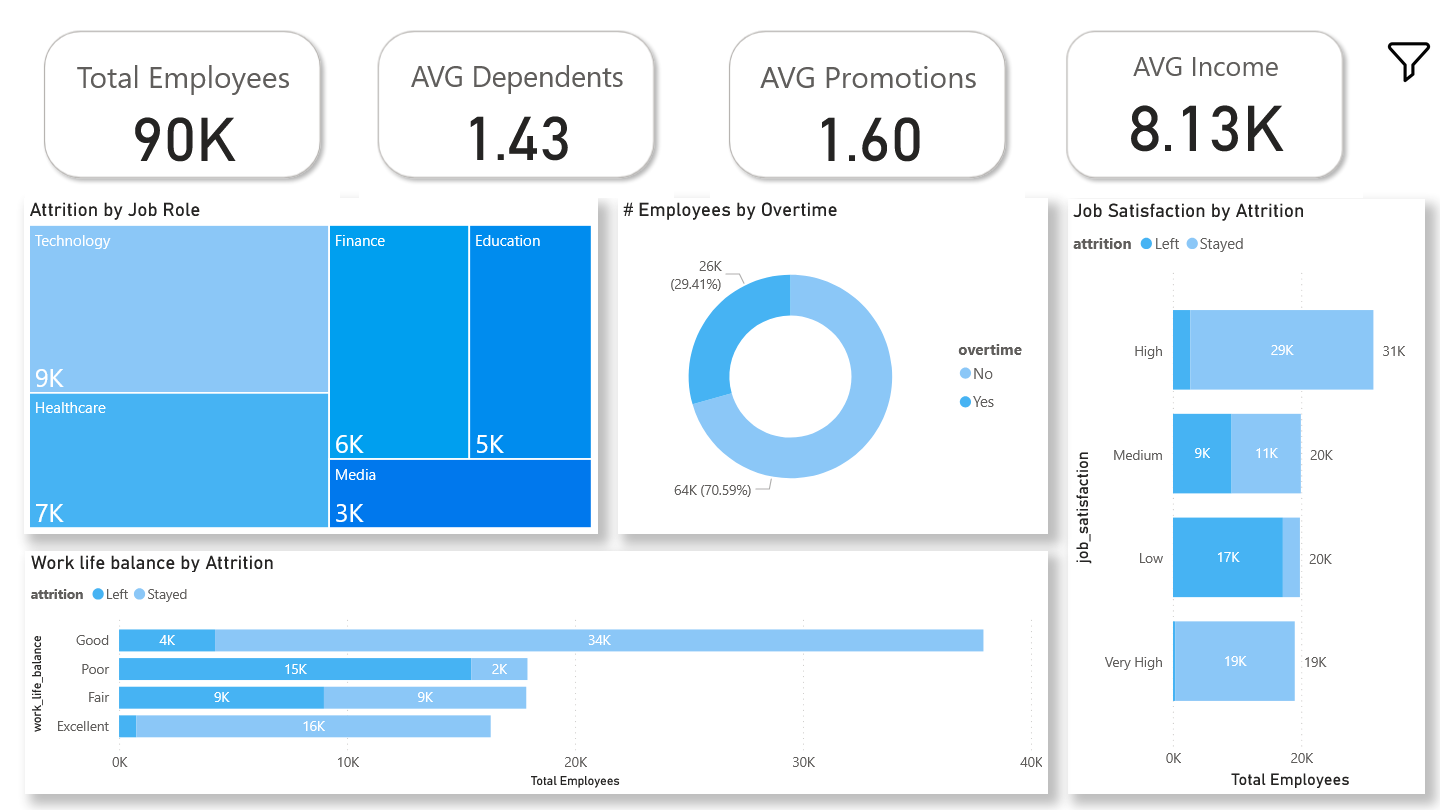 Total Employees
90K
AVG Dependents
1.43
AVG Promotions
1.60
AVG Income
8.13K
Attrition by Job Role
Technology
9K
Healthcare
7K
Finance
6K
Education
5K
Media
3K
# Employees by Overtime
26K
(29.41%)
64K (70.59%)
overtime
No
Yes
Job Satisfaction by Attrition
attrition Left Stayed
job_satisfaction
High 29K 31K
Medium 9K 11K 20K
Low 17K 20K
Very High 19K 19K
0K 20K
Total Employees
Work life balance by Attrition
attrition Left Stayed
work_life_balance
Good 4K 34K
Poor 15K 2K
Fair 9K 9K
Excellent 16K
0K 10K 20K 30K 40K
Total Employees